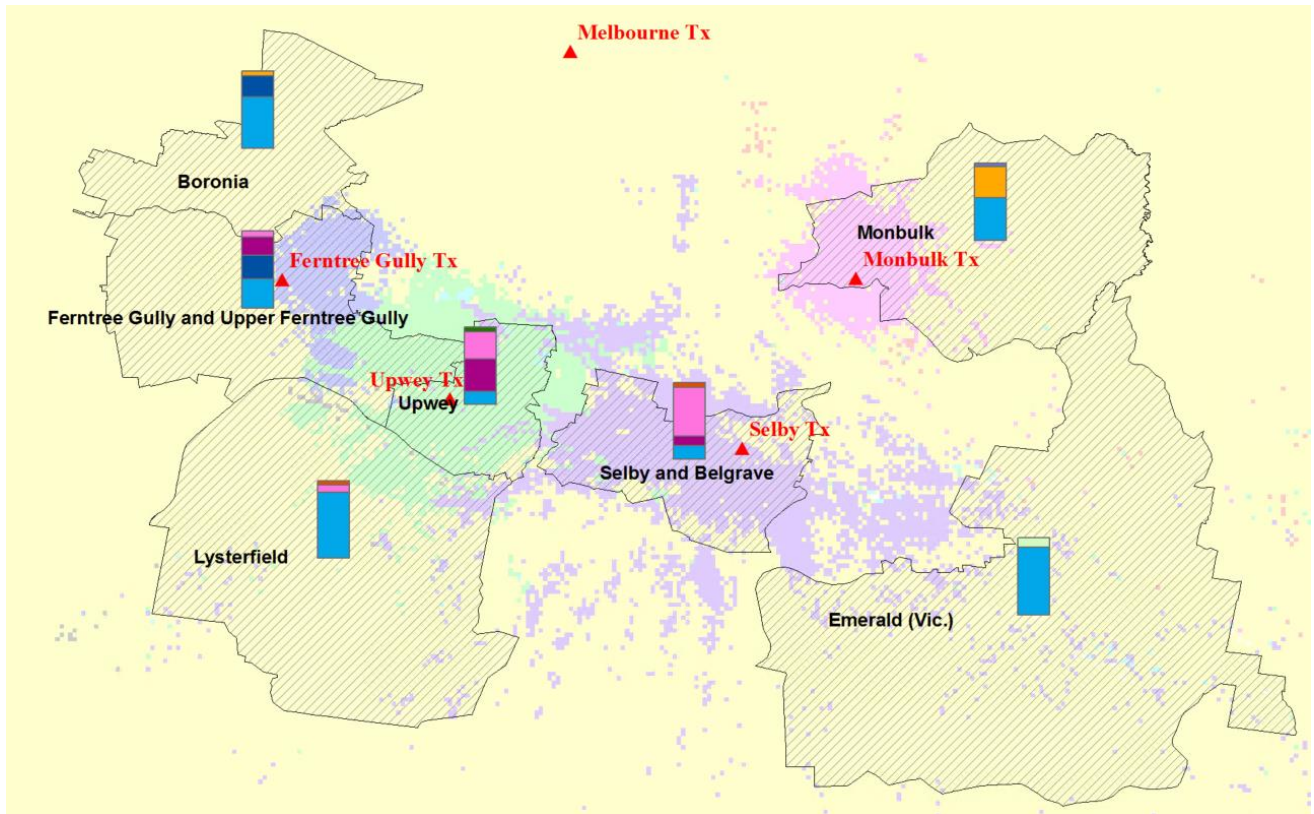 Melbourne Tx
Boronia
Monbulk
Ferntree Gully Tx
Monbulk Tx
Ferntree Gully and Upper Ferntree Gully
Upwey Tx
Upwey
Selby Tx
Selby and Belgrave
Lysterfield
Emerald (Vic.)